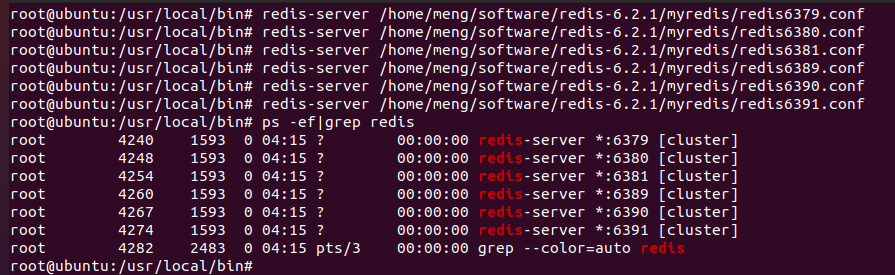 root@ubuntu:/usr/local/bin# redis-server /home/meng/software/redis-6.2.1/myredis/redis6379.conf
root@ubuntu:/usr/local/bin# redis-server /home/meng/software/redis-6.2.1/myredis/redis6380.conf
root@ubuntu:/usr/local/bin# redis-server /home/meng/software/redis-6.2.1/myredis/redis6381.conf
root@ubuntu:/usr/local/bin# redis-server /home/meng/software/redis-6.2.1/myredis/redis6389.conf
root@ubuntu:/usr/local/bin# redis-server /home/meng/software/redis-6.2.1/myredis/redis6390.conf
root@ubuntu:/usr/local/bin# redis-server /home/meng/software/redis-6.2.1/myredis/redis6391.conf
root@ubuntu:/usr/local/bin# ps -ef|grep redis
root        4240    1593  0 04:15 ?        00:00:00 redis-server *:6379 [cluster]
root        4248    1593  0 04:15 ?        00:00:00 redis-server *:6380 [cluster]
root        4254    1593  0 04:15 ?        00:00:00 redis-server *:6381 [cluster]
root        4260    1593  0 04:15 ?        00:00:00 redis-server *:6389 [cluster]
root        4267    1593  0 04:15 ?        00:00:00 redis-server *:6390 [cluster]
root        4274    1593  0 04:15 ?        00:00:00 redis-server *:6391 [cluster]
root        4282    2483  0 04:15 pts/3    00:00:00 grep --color=auto redis
root@ubuntu:/usr/local/bin#